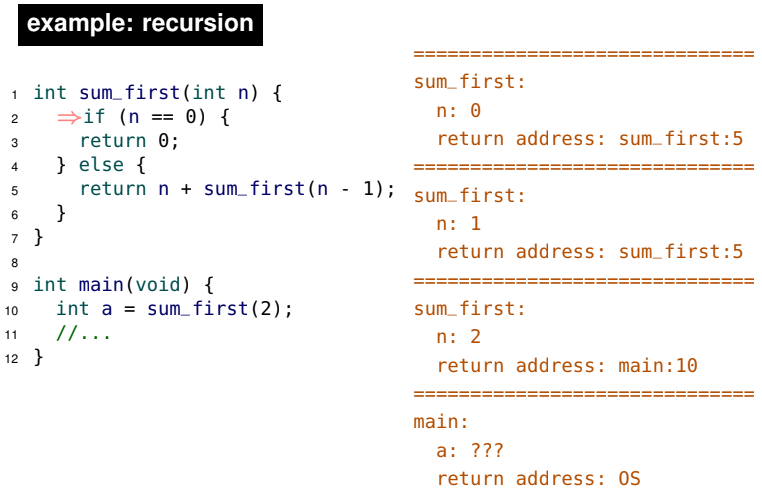 example: recursion
1 int sum_first(int n) {
2   ⇒if (n == 0) {
3     return 0;
4   } else {
5     return n + sum_first(n - 1);
6   }
7 }
8
9 int main(void) {
10   int a = sum_first(2);
11   //...
12 }
==============================
sum_first:
  n: 0
  return address: sum_first:5
==============================
sum_first:
  n: 1
  return address: sum_first:5
==============================
sum_first:
  n: 2
  return address: main:10
==============================
main:
  a: ???
  return address: OS